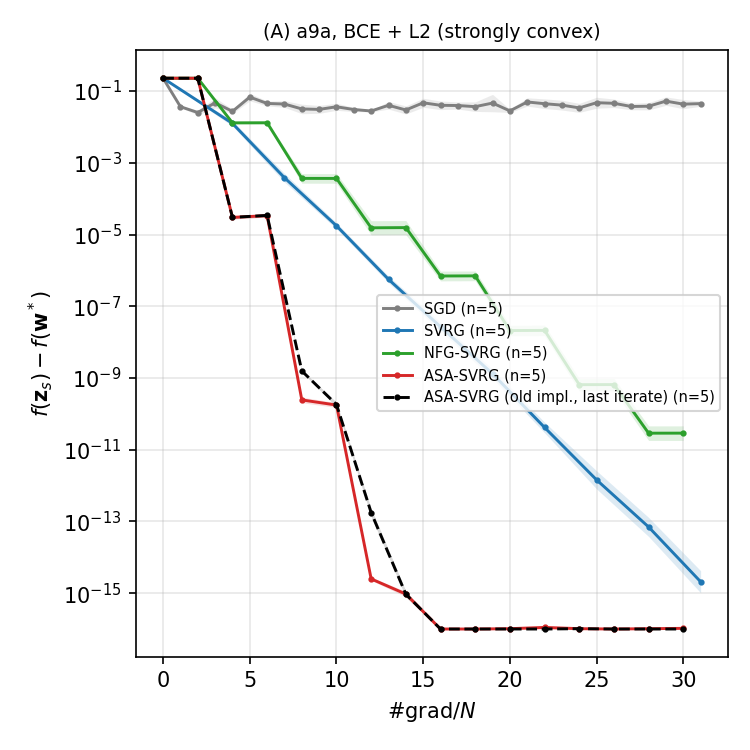 (A) a9a, BCE + L2 (strongly convex)
f(z_s) − f(w*)
10^−1
10^−3
10^−5
10^−7
10^−9
10^−11
10^−13
10^−15
SGD (n=5)
SVRG (n=5)
NFG-SVRG (n=5)
ASA-SVRG (n=5)
ASA-SVRG (old impl., last iterate) (n=5)
0 5 10 15 20 25 30
#grad/N